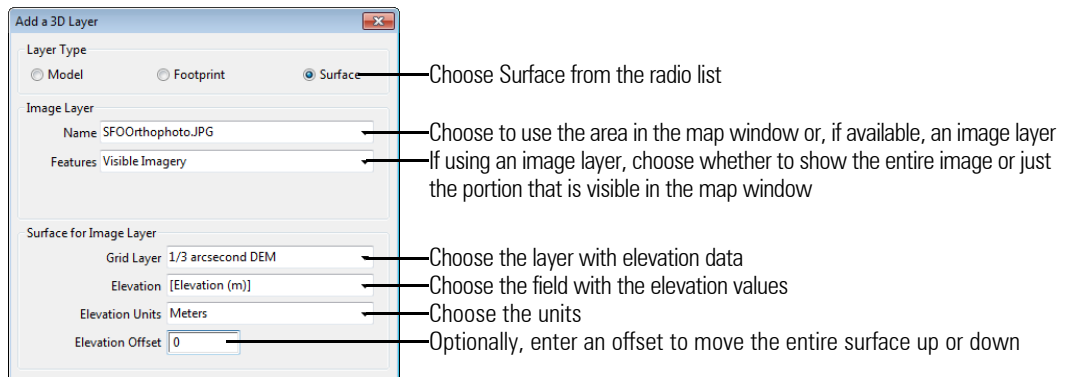 Add a 3D Layer
Layer Type
Model Footprint Surface
Choose Surface from the radio list
Image Layer
Name SFOOrthophoto.JPG
Choose to use the area in the map window or, if available, an image layer
Features Visible Imagery
If using an image layer, choose whether to show the entire image or just
the portion that is visible in the map window
Surface for Image Layer
Grid Layer 1/3 arcsecond DEM
Choose the layer with elevation data
Elevation [Elevation (m)]
Choose the field with the elevation values
Elevation Units Meters
Choose the units
Elevation Offset 0
Optionally, enter an offset to move the entire surface up or down